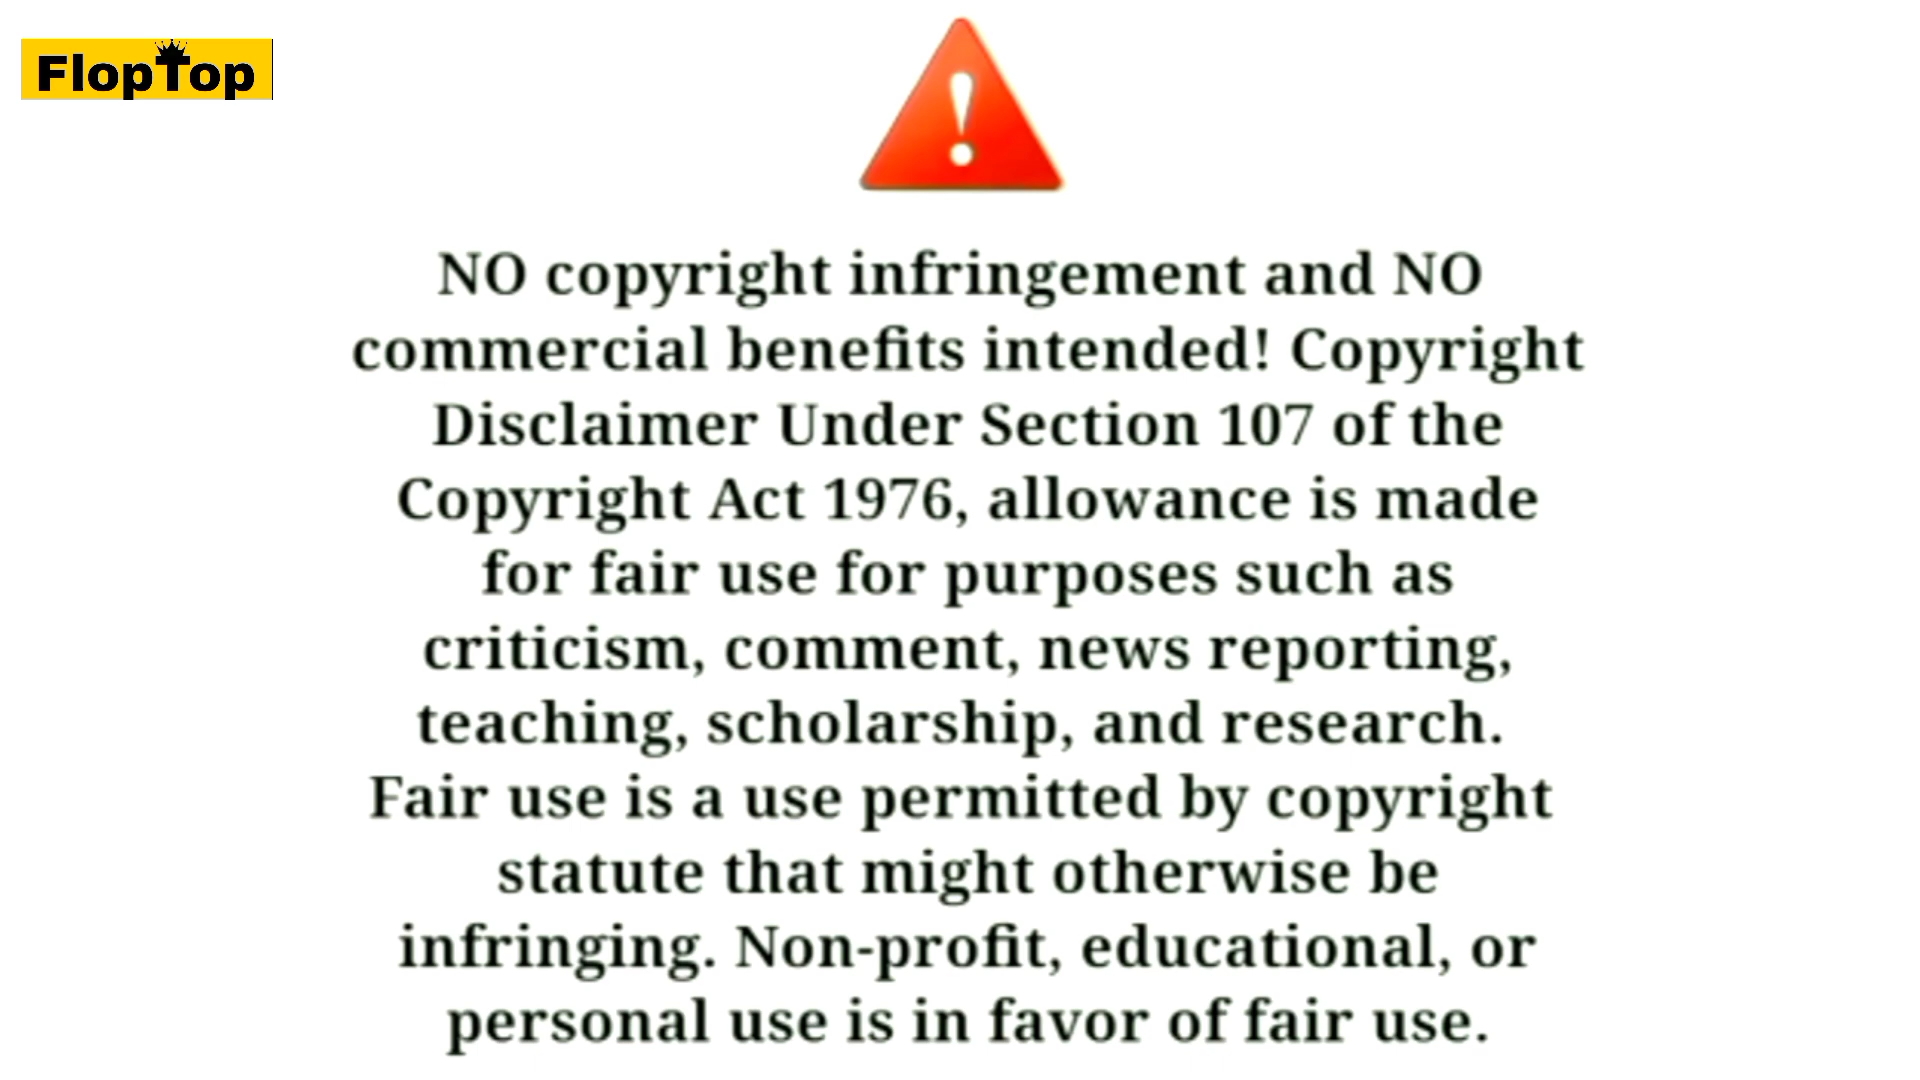 FlopTop
NO copyright infringement and NO
commercial benefits intended! Copyright
Disclaimer Under Section 107 of the
Copyright Act 1976, allowance is made
for fair use for purposes such as
criticism, comment, news reporting,
teaching, scholarship, and research.
Fair use is a use permitted by copyright
statute that might otherwise be
infringing. Non-profit, educational, or
personal use is in favor of fair use.